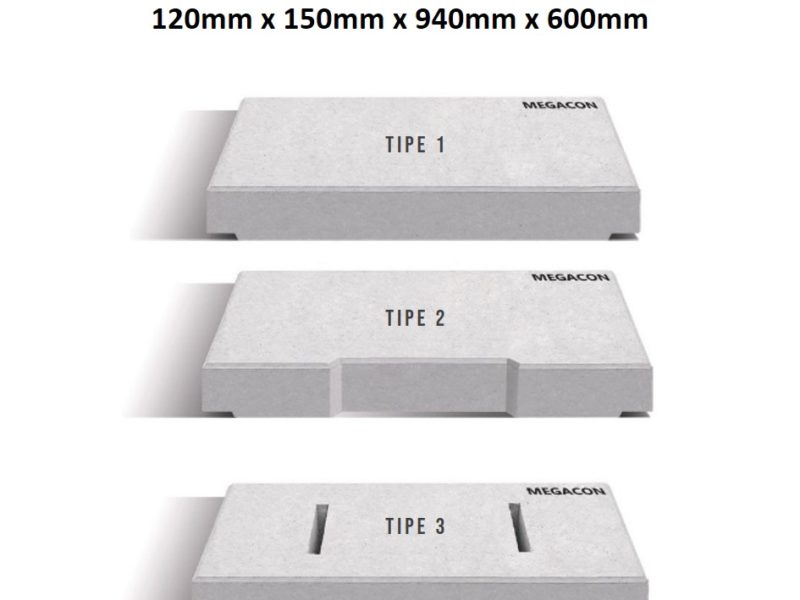 120mm x 150mm x 940mm x 600mm
MEGACON
TIPE 1
MEGACON
TIPE 2
MEGACON
TIPE 3